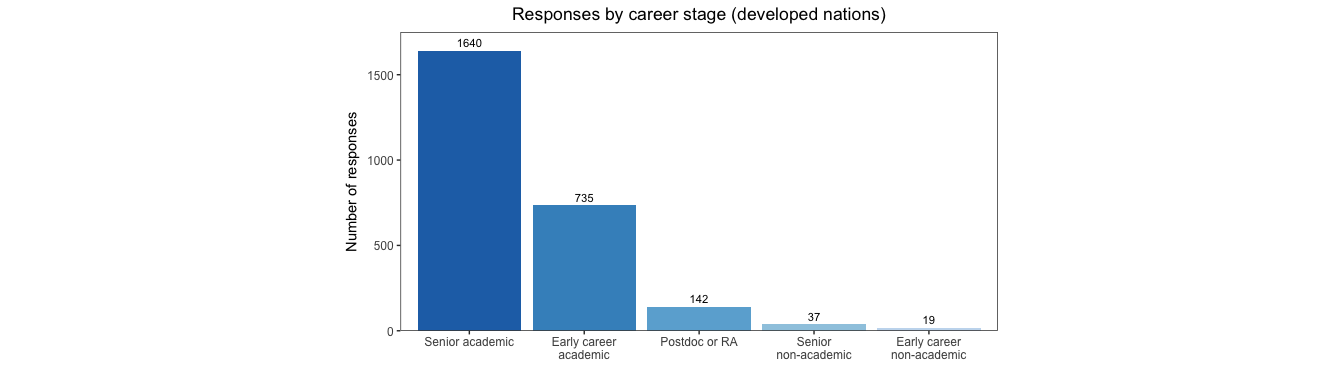 Responses by career stage (developed nations)
Number of responses
1500
1000
500
0
1640
735
142
37
19
Senior academic
Early career
academic
Postdoc or RA
Senior
non-academic
Early career
non-academic